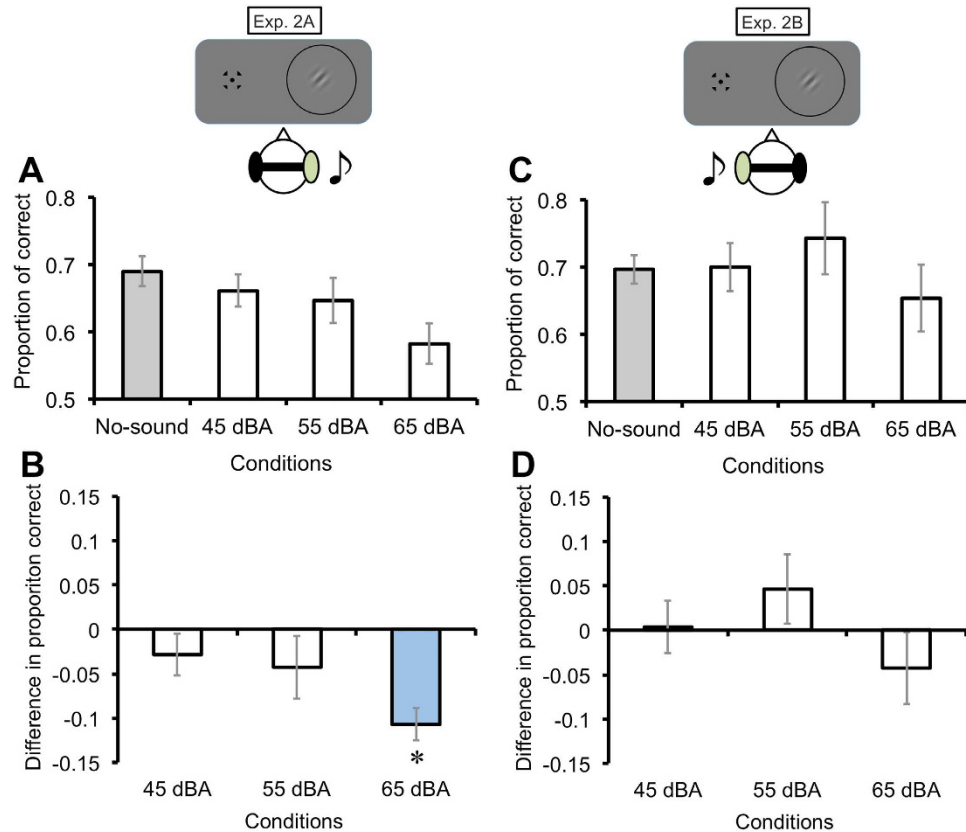 Exp. 2A
A
Proportion of correct
0.8
0.7
0.6
0.5
No-sound 45 dBA 55 dBA 65 dBA
Conditions
B
Difference in proporiton correct
0.15
0.1
0.05
0
-0.05
-0.1
-0.15
*
45 dBA 55 dBA 65 dBA
Conditions
Exp. 2B
C
Proportion of correct
0.8
0.7
0.6
0.5
No-sound 45 dBA 55 dBA 65 dBA
Conditions
D
Difference in proporiton correct
0.15
0.1
0.05
0
-0.05
-0.1
-0.15
45 dBA 55 dBA 65 dBA
Conditions